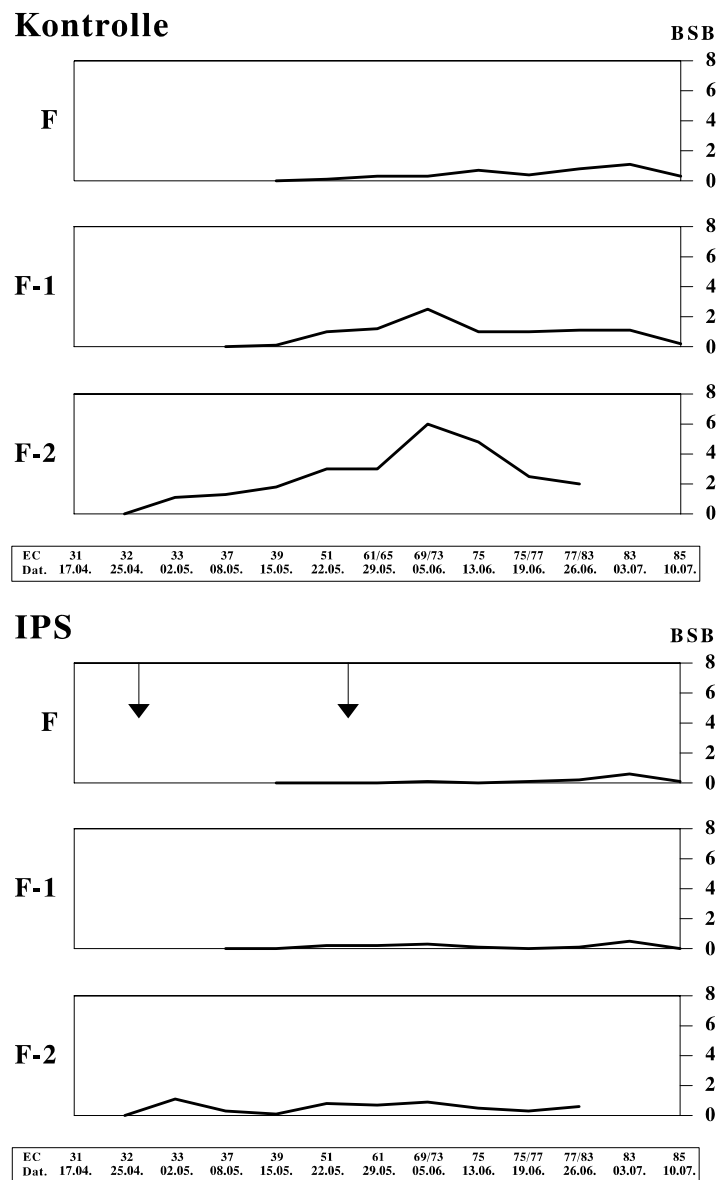 Kontrolle
BSB
F
8
6
4
2
0
F-1
8
6
4
2
0
F-2
8
6
4
2
0
EC 31 32 33 37 39 51 61/65 69/73 75 75/77 77/83 83 85
Dat. 17.04. 25.04. 02.05. 08.05. 15.05. 22.05. 29.05. 05.06. 13.06. 19.06. 26.06. 03.07. 10.07.
IPS
BSB
F
8
6
4
2
0
F-1
8
6
4
2
0
F-2
8
6
4
2
0
EC 31 32 33 37 39 51 61 69/73 75 75/77 77/83 83 85
Dat. 17.04. 25.04. 02.05. 08.05. 15.05. 22.05. 29.05. 05.06. 13.06. 19.06. 26.06. 03.07. 10.07.